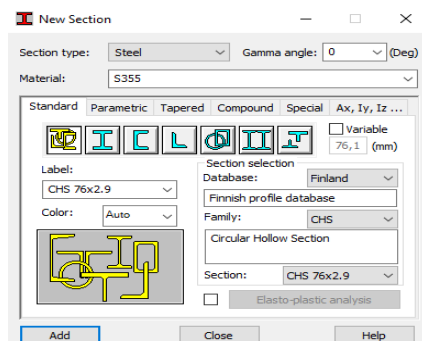 New Section
Section type: Steel Gamma angle: 0 (Deg)
Material: S355
Standard Parametric Tapered Compound Special Ax, Iy, Iz ...
Variable
76,1 (mm)
Label:
CHS 76x2.9
Color: Auto
Section selection
Database: Finland
Finnish profile database
Family: CHS
Circular Hollow Section
Section: CHS 76x2.9
Elasto-plastic analysis
Add Close Help